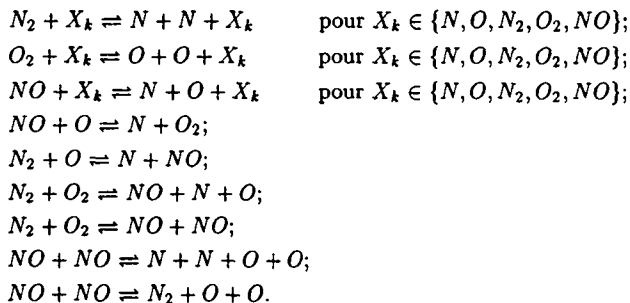 N₂ + Xₖ ⇌ N + N + Xₖ pour Xₖ ∈ {N, O, N₂, O₂, NO};
O₂ + Xₖ ⇌ O + O + Xₖ pour Xₖ ∈ {N, O, N₂, O₂, NO};
NO + Xₖ ⇌ N + O + Xₖ pour Xₖ ∈ {N, O, N₂, O₂, NO};
NO + O ⇌ N + O₂;
N₂ + O ⇌ N + NO;
N₂ + O₂ ⇌ NO + N + O;
N₂ + O₂ ⇌ NO + NO;
NO + NO ⇌ N + N + O + O;
NO + NO ⇌ N₂ + O + O.